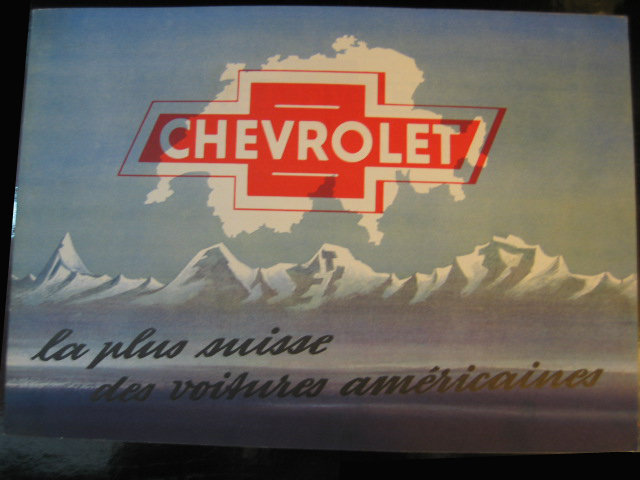 CHEVROLET
la plus suisse
des voitures américaines